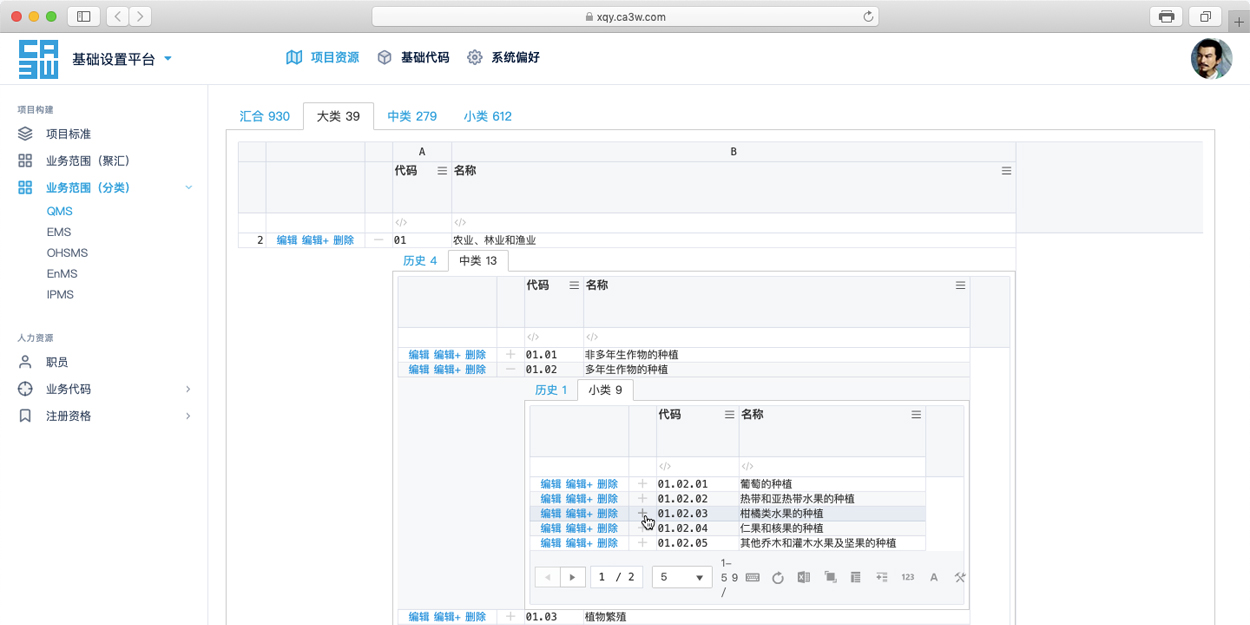 xqy.ca3w.com
CA3W 基础设置平台 项目资源 基础代码 系统偏好
项目构建
项目标准
业务范围（聚汇）
业务范围（分类）
QMS
EMS
OHSMS
EnMS
IPMS
人力资源
职员
业务代码
注册资格
汇合 930 大类 39 中类 279 小类 612
A B
代码 名称
</> </>
2 编辑 编辑+ 删除 01 农业、林业和渔业
历史 4 中类 13
代码 名称
</> </>
编辑 编辑+ 删除 01.01 非多年生作物的种植
编辑 编辑+ 删除 01.02 多年生作物的种植
历史 1 小类 9
代码 名称
</> </>
编辑 编辑+ 删除 01.02.01 葡萄的种植
编辑 编辑+ 删除 01.02.02 热带和亚热带水果的种植
编辑 编辑+ 删除 01.02.03 柑橘类水果的种植
编辑 编辑+ 删除 01.02.04 仁果和核果的种植
编辑 编辑+ 删除 01.02.05 其他乔木和灌木水果及坚果的种植
1 / 2 5 1–
5 9 123 A
/
编辑 编辑+ 删除 01.03 植物繁殖